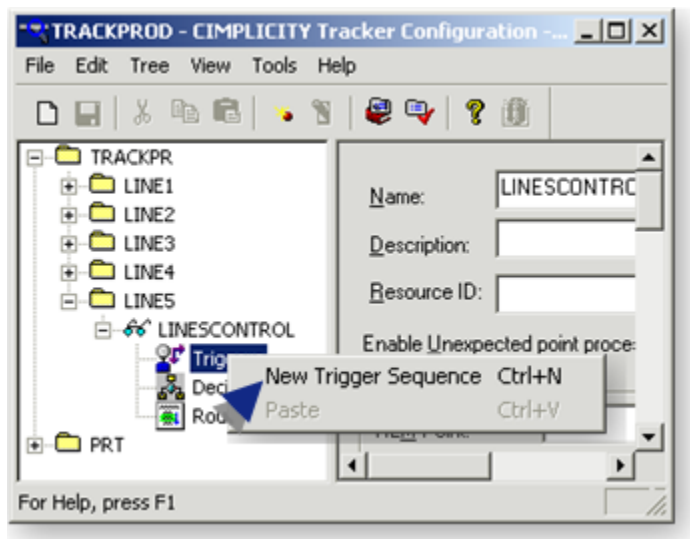 TRACKPROD - CIMPLICITY Tracker Configuration -...
File Edit Tree View Tools Help
TRACKPR
LINE1
LINE2
LINE3
LINE4
LINE5
LINESCONTROL
Trig
Deci
Rou
PRT
Name: LINESCONTRO
Description:
Resource ID:
Enable Unexpected point proce
New Trigger Sequence Ctrl+N
Paste Ctrl+V
For Help, press F1